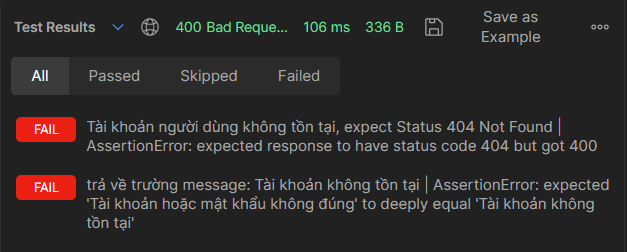 Test Results 400 Bad Reque... 106 ms 336 B Save as Example
All Passed Skipped Failed
FAIL Tài khoản người dùng không tồn tại, expect Status 404 Not Found |
AssertionError: expected response to have status code 404 but got 400
FAIL trả về trường message: Tài khoản không tồn tại | AssertionError: expected
'Tài khoản hoặc mật khẩu không đúng' to deeply equal 'Tài khoản không
tồn tại'